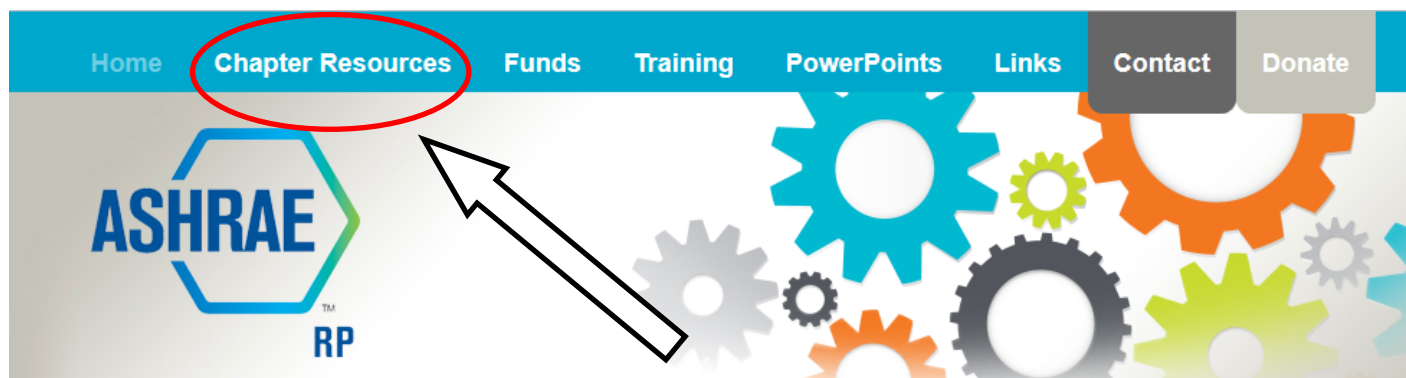 Home Chapter Resources Funds Training PowerPoints Links Contact Donate
ASHRAE
TM
RP